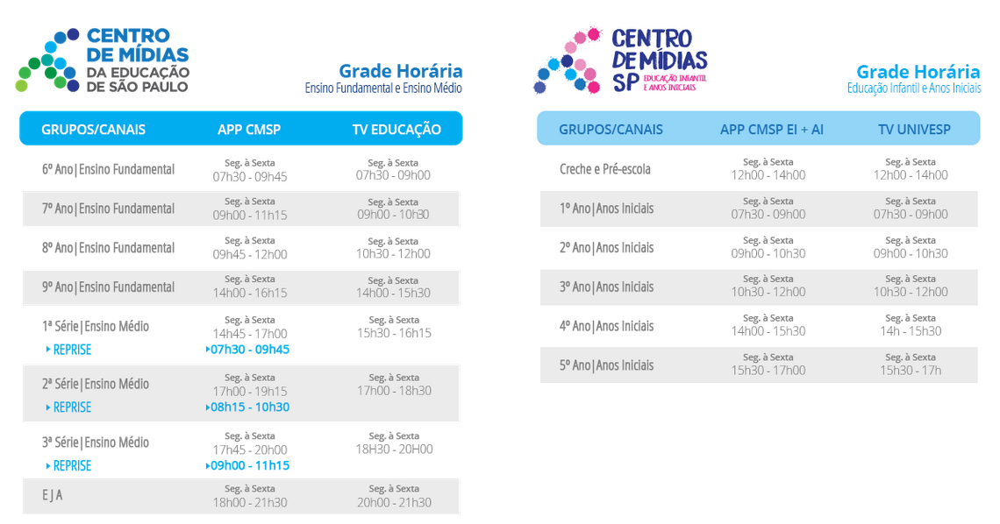 CENTRO
DE MÍDIAS
DA EDUCAÇÃO
DE SÃO PAULO
Grade Horária
Ensino Fundamental e Ensino Médio
GRUPOS/CANAIS APP CMSP TV EDUCAÇÃO
6º Ano|Ensino Fundamental
Seg. à Sexta Seg. à Sexta
07h30 - 09h45 07h30 - 09h00
7º Ano|Ensino Fundamental
Seg. à Sexta Seg. à Sexta
09h00 - 11h15 09h00 - 10h30
8º Ano|Ensino Fundamental
Seg. à Sexta Seg. à Sexta
09h45 - 12h00 10h30 - 12h00
9º Ano|Ensino Fundamental
Seg. à Sexta Seg. à Sexta
14h00 - 16h15 14h00 - 15h30
1ª Série|Ensino Médio
Seg. à Sexta Seg. à Sexta
14h45 - 17h00 15h30 - 16h15
REPRISE 07h30 - 09h45
2ª Série|Ensino Médio
Seg. à Sexta Seg. à Sexta
17h00 - 19h15 17h00 - 18h30
REPRISE 08h15 - 10h30
3ª Série|Ensino Médio
Seg. à Sexta Seg. à Sexta
17h45 - 20h00 18H30 - 20H00
REPRISE 09h00 - 11h15
E J A
Seg. à Sexta Seg. à Sexta
18h00 - 21h30 20h00 - 21h30
CENTRO
DE MÍDIAS
SP EDUCAÇÃO INFANTIL
E ANOS INICIAIS
Grade Horária
Educação Infantil e Anos Iniciais
GRUPOS/CANAIS APP CMSP EI + AI TV UNIVESP
Creche e Pré-escola
Seg. à Sexta Seg. à Sexta
12h00 - 14h00 12h00 - 14h00
1º Ano|Anos Iniciais
Seg. à Sexta Seg. à Sexta
07h30 - 09h00 07h30 - 09h00
2º Ano|Anos Iniciais
Seg. à Sexta Seg. à Sexta
09h00 - 10h30 09h00 - 10h30
3º Ano|Anos Iniciais
Seg. à Sexta Seg. à Sexta
10h30 - 12h00 10h30 - 12h00
4º Ano|Anos Iniciais
Seg. à Sexta Seg. à Sexta
14h00 - 15h30 14h - 15h30
5º Ano|Anos Iniciais
Seg. à Sexta Seg. à Sexta
15h30 - 17h00 15h30 - 17h